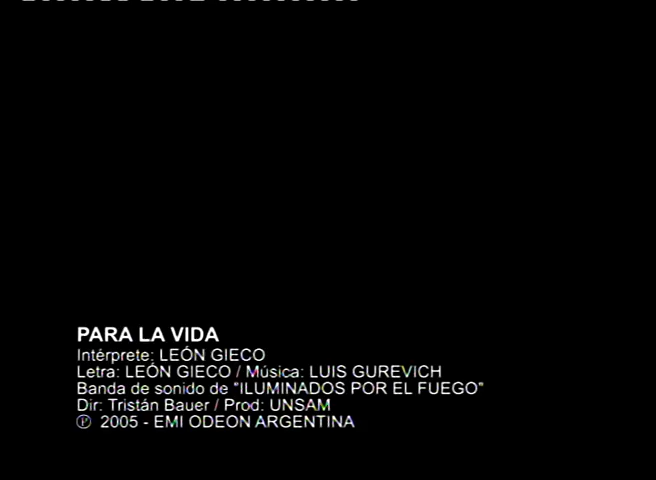 PARA LA VIDA
Intérprete: LEÓN GIECO
Letra: LEÓN GIECO / Música: LUIS GUREVICH
Banda de sonido de "ILUMINADOS POR EL FUEGO"
Dir: Tristán Bauer / Prod: UNSAM
℗ 2005 - EMI ODEON ARGENTINA